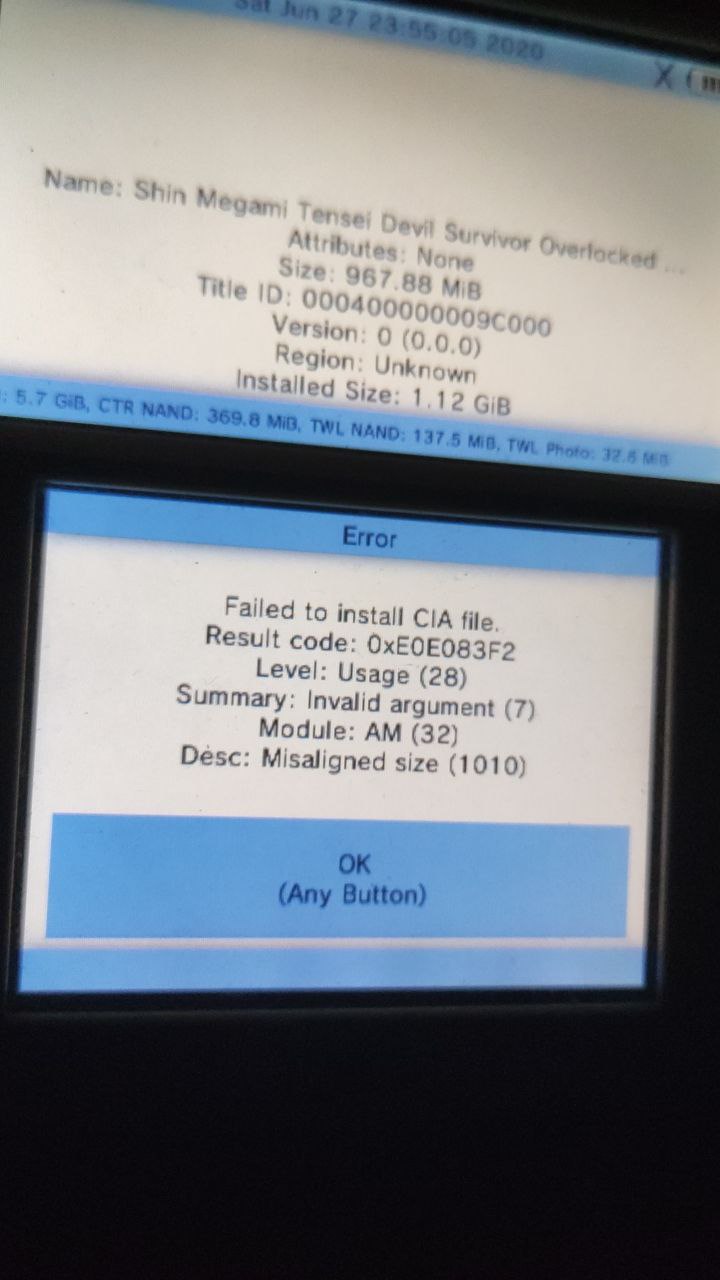 Sat Jun 27 23:55:05 2020
Name: Shin Megami Tensei Devil Survivor Overlocked ...
Attributes: None
Size: 967.88 MiB
Title ID: 000400000009C000
Version: 0 (0.0.0)
Region: Unknown
Installed Size: 1.12 GiB
: 5.7 GiB, CTR NAND: 369.8 MiB, TWL NAND: 137.5 MiB, TWL Photo: MiB
Error
Failed to install CIA file.
Result code: 0xE0E083F2
Level: Usage (28)
Summary: Invalid argument (7)
Module: AM (32)
Desc: Misaligned size (1010)
OK
(Any Button)